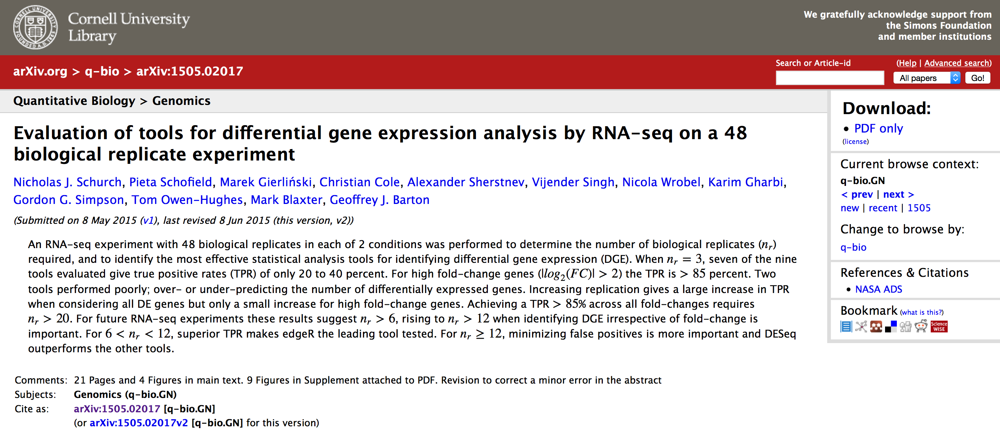 Cornell University
Library
We gratefully acknowledge support from
the Simons Foundation
and member institutions
arXiv.org > q-bio > arXiv:1505.02017
Search or Article-id
(Help | Advanced search)
All papers
Go!
Quantitative Biology > Genomics
Evaluation of tools for differential gene expression analysis by RNA-seq on a 48
biological replicate experiment
Nicholas J. Schurch, Pieta Schofield, Marek Gierliński, Christian Cole, Alexander Sherstnev, Vijender Singh, Nicola Wrobel, Karim Gharbi,
Gordon G. Simpson, Tom Owen-Hughes, Mark Blaxter, Geoffrey J. Barton
(Submitted on 8 May 2015 (v1), last revised 8 Jun 2015 (this version, v2))
An RNA-seq experiment with 48 biological replicates in each of 2 conditions was performed to determine the number of biological replicates (nᵣ)
required, and to identify the most effective statistical analysis tools for identifying differential gene expression (DGE). When nᵣ = 3, seven of the nine
tools evaluated give true positive rates (TPR) of only 20 to 40 percent. For high fold-change genes (|log₂(FC)| > 2) the TPR is > 85 percent. Two
tools performed poorly; over- or under-predicting the number of differentially expressed genes. Increasing replication gives a large increase in TPR
when considering all DE genes but only a small increase for high fold-change genes. Achieving a TPR > 85% across all fold-changes requires
nᵣ > 20. For future RNA-seq experiments these results suggest nᵣ > 6, rising to nᵣ > 12 when identifying DGE irrespective of fold-change is
important. For 6 < nᵣ < 12, superior TPR makes edgeR the leading tool tested. For nᵣ ≥ 12, minimizing false positives is more important and DESeq
outperforms the other tools.
Comments: 21 Pages and 4 Figures in main text. 9 Figures in Supplement attached to PDF. Revision to correct a minor error in the abstract
Subjects: Genomics (q-bio.GN)
Cite as: arXiv:1505.02017 [q-bio.GN]
(or arXiv:1505.02017v2 [q-bio.GN] for this version)
Download:
• PDF only
(license)
Current browse context:
q-bio.GN
< prev | next >
new | recent | 1505
Change to browse by:
q-bio
References & Citations
• NASA ADS
Bookmark (what is this?)
Science
WISE